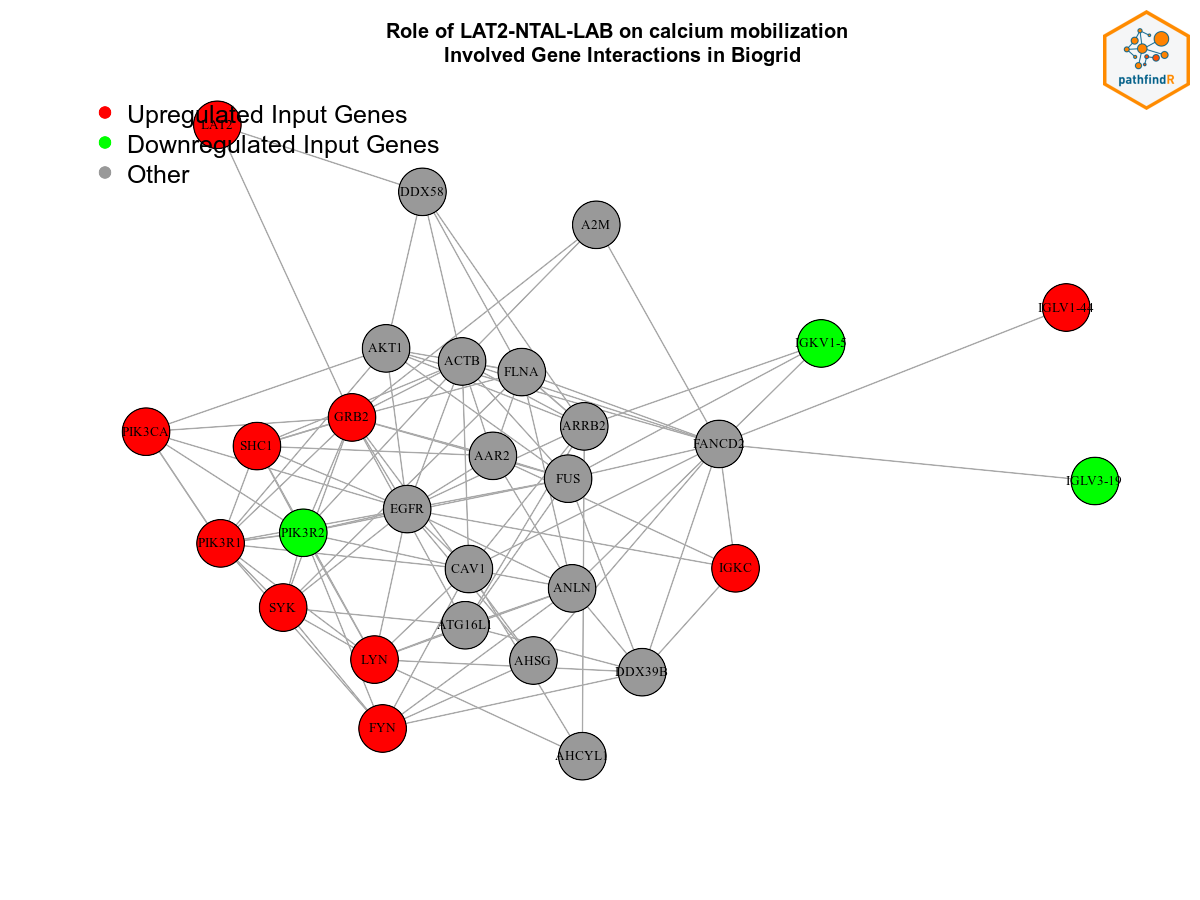 Role of LAT2-NTAL-LAB on calcium mobilization
Involved Gene Interactions in Biogrid
pathfindR
Upregulated Input Genes
LAT2
Downregulated Input Genes
Other
DDX58
A2M
IGLV1-44
IGKV1-5
AKT1
ACTB
FLNA
GRB2
ARRB2
PIK3CA
SHC1
FANCD2
AAR2
FUS
IGLV3-19
EGFR
PIK3R2
PIK3R1
CAV1
IGKC
ANLN
SYK
ATG16L1
LYN
AHSG
DDX39B
FYN
AHCYL1